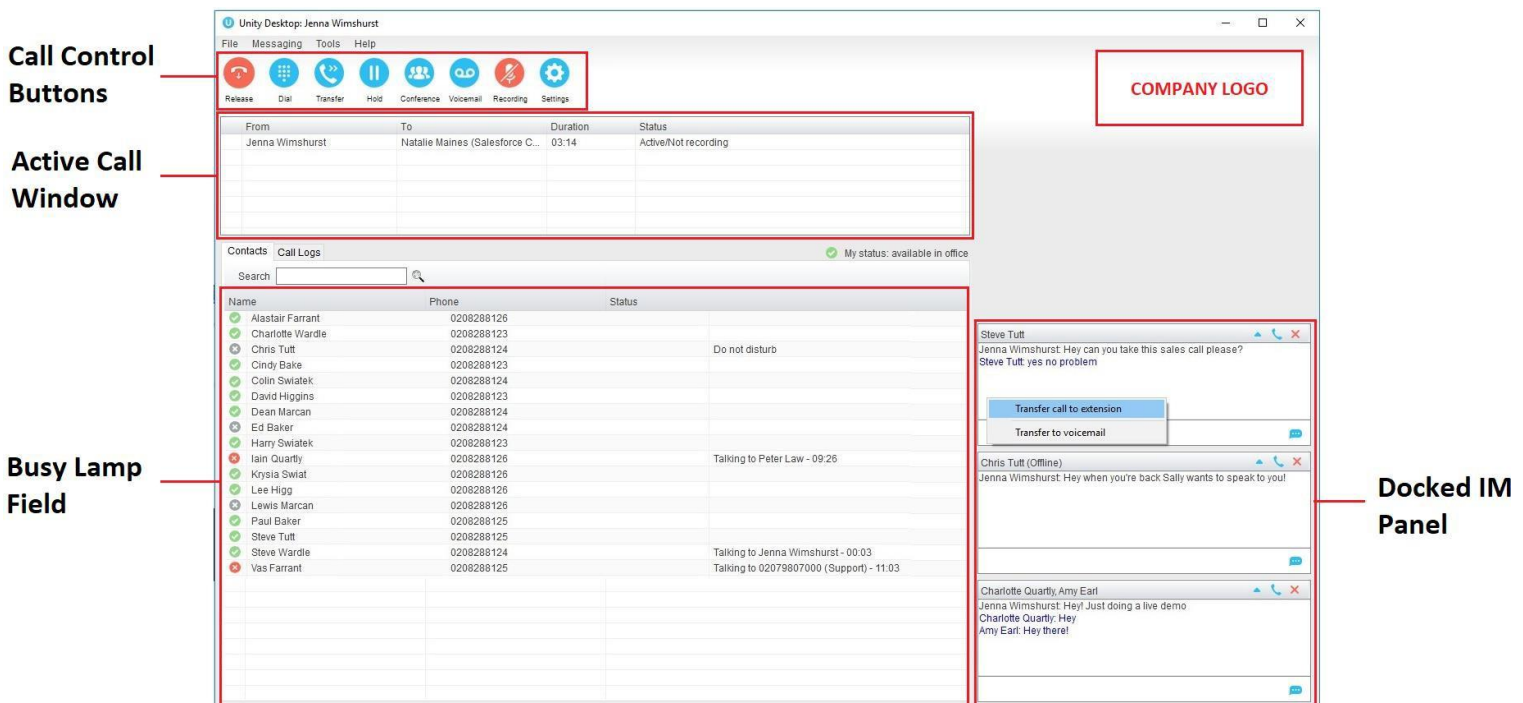 Unity Desktop: Jenna Wimshurst
File Messaging Tools Help
Call Control
Buttons
Release Dial Transfer Hold Conference Voicemail Recording Settings
COMPANY LOGO
Active Call
Window
From To Duration Status
Jenna Wimshurst Natalie Maines (Salesforce C... 03:14 Active/Not recording
Contacts Call Logs My status: available in office
Search
Busy Lamp
Field
Name Phone Status
Alastair Farrant 0208288126
Charlotte Wardle 0208288123
Chris Tutt 0208288124 Do not disturb
Cindy Bake 0208288123
Colin Swiatek 0208288124
David Higgins 0208288123
Dean Marcan 0208288124
Ed Baker 0208288124
Harry Swiatek 0208288123
Iain Quartly 0208288126 Talking to Peter Law - 09:26
Krysia Swiat 0208288126
Lee Higg 0208288126
Lewis Marcan 0208288126
Paul Baker 0208288125
Steve Tutt 0208288125
Steve Wardle 0208288124 Talking to Jenna Wimshurst - 00:03
Vas Farrant 0208288125 Talking to 02079807000 (Support) - 11:03
Steve Tutt
Jenna Wimshurst: Hey can you take this sales call please?
Steve Tutt: yes no problem
Transfer call to extension
Transfer to voicemail
Chris Tutt (Offline)
Jenna Wimshurst: Hey when you're back Sally wants to speak to you!
Charlotte Quartly, Amy Earl
Jenna Wimshurst: Hey! Just doing a live demo
Charlotte Quartly: Hey
Amy Earl: Hey there!
Docked IM
Panel